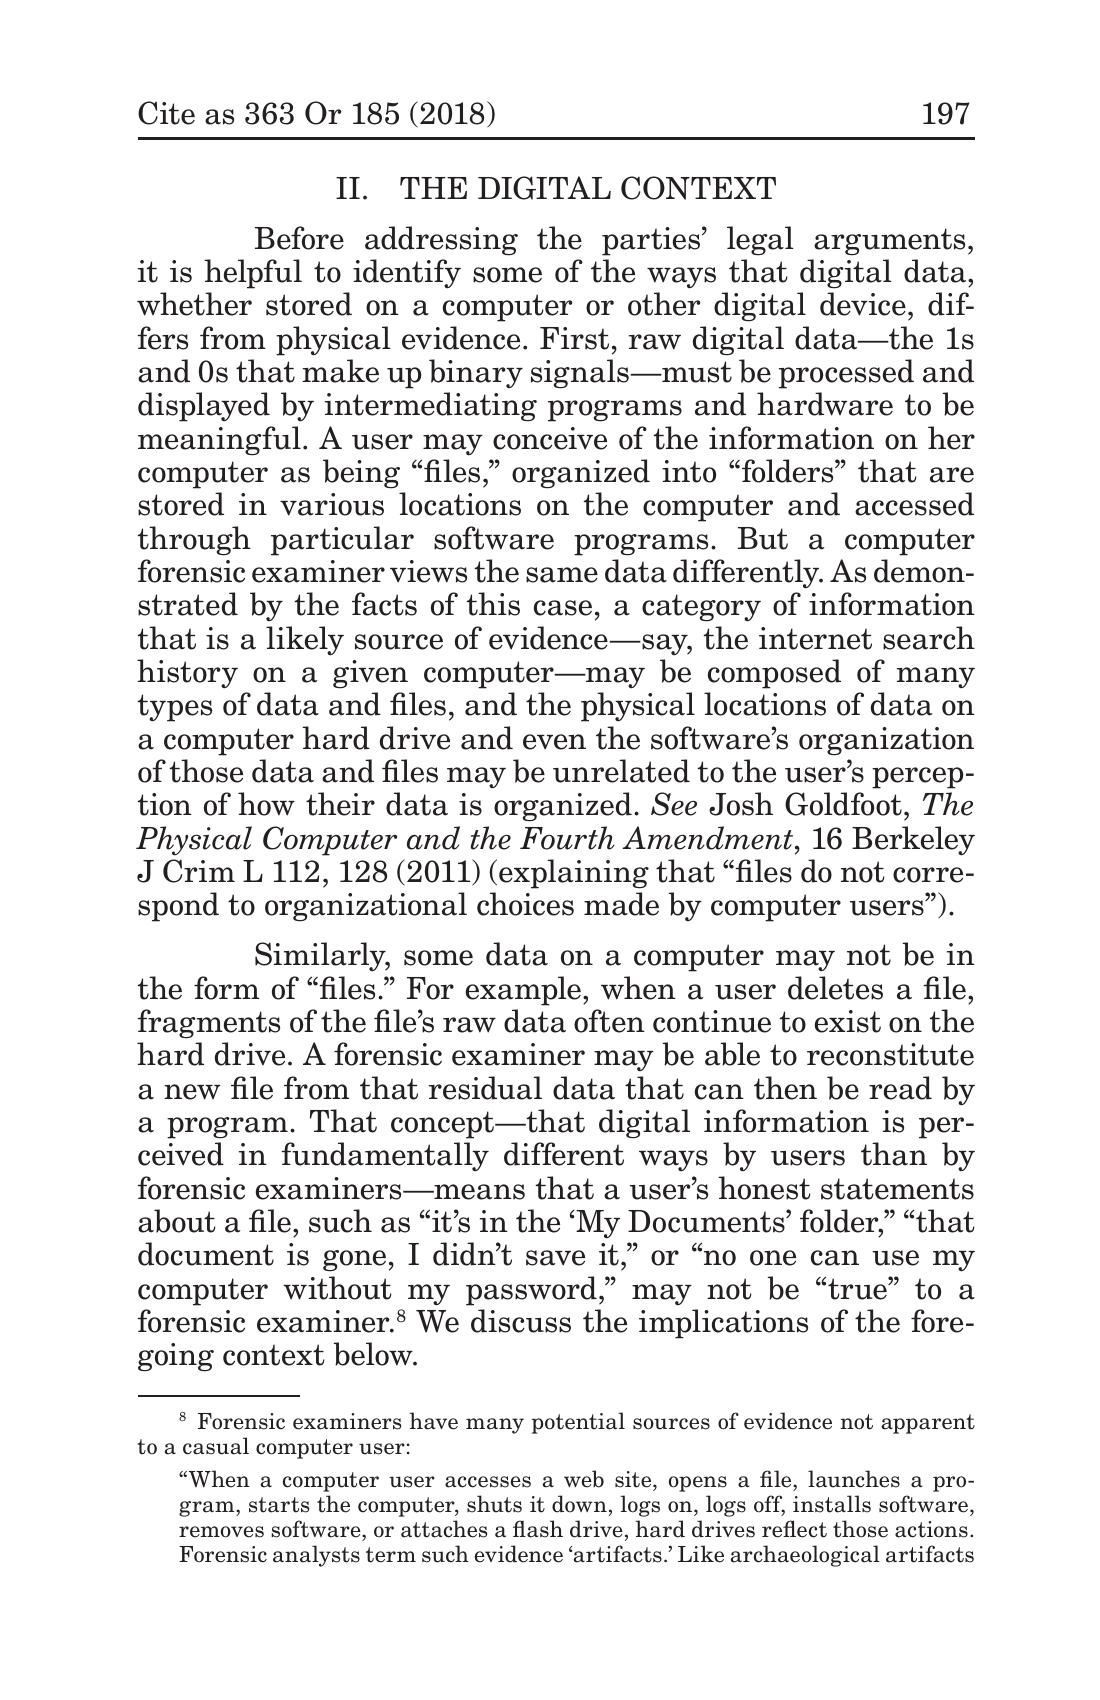 Cite as 363 Or 185 (2018) 197
II. THE DIGITAL CONTEXT
Before addressing the parties’ legal arguments,
it is helpful to identify some of the ways that digital data,
whether stored on a computer or other digital device, dif-
fers from physical evidence. First, raw digital data—the 1s
and 0s that make up binary signals—must be processed and
displayed by intermediating programs and hardware to be
meaningful. A user may conceive of the information on her
computer as being “files,” organized into “folders” that are
stored in various locations on the computer and accessed
through particular software programs. But a computer
forensic examiner views the same data differently. As demon-
strated by the facts of this case, a category of information
that is a likely source of evidence—say, the internet search
history on a given computer—may be composed of many
types of data and files, and the physical locations of data on
a computer hard drive and even the software’s organization
of those data and files may be unrelated to the user’s percep-
tion of how their data is organized. See Josh Goldfoot, The
Physical Computer and the Fourth Amendment, 16 Berkeley
J Crim L 112, 128 (2011) (explaining that “files do not corre-
spond to organizational choices made by computer users”).
Similarly, some data on a computer may not be in
the form of “files.” For example, when a user deletes a file,
fragments of the file’s raw data often continue to exist on the
hard drive. A forensic examiner may be able to reconstitute
a new file from that residual data that can then be read by
a program. That concept—that digital information is per-
ceived in fundamentally different ways by users than by
forensic examiners—means that a user’s honest statements
about a file, such as “it’s in the ‘My Documents’ folder,” “that
document is gone, I didn’t save it,” or “no one can use my
computer without my password,” may not be “true” to a
forensic examiner.8 We discuss the implications of the fore-
going context below.
8 Forensic examiners have many potential sources of evidence not apparent
to a casual computer user:
“When a computer user accesses a web site, opens a file, launches a pro-
gram, starts the computer, shuts it down, logs on, logs off, installs software,
removes software, or attaches a flash drive, hard drives reflect those actions.
Forensic analysts term such evidence ‘artifacts.’ Like archaeological artifacts